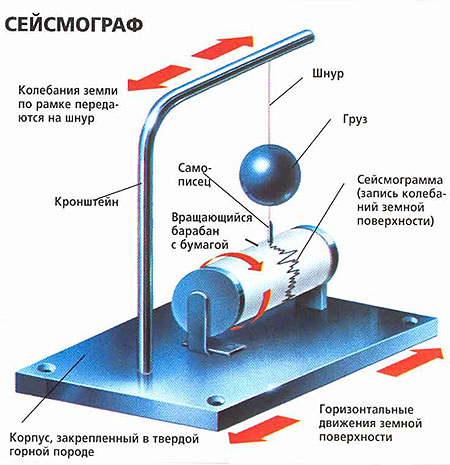 СЕЙСМОГРАФ
Колебания земли
по рамке переда-
ются на шнур
Шнур
Груз
Само-
писец
Кронштейн
Вращающийся
барабан
с бумагой
Сейсмограмма
(запись колеба-
ний земной
поверхности)
Корпус, закрепленный в твердой
горной породе
Горизонтальные
движения земной
поверхности